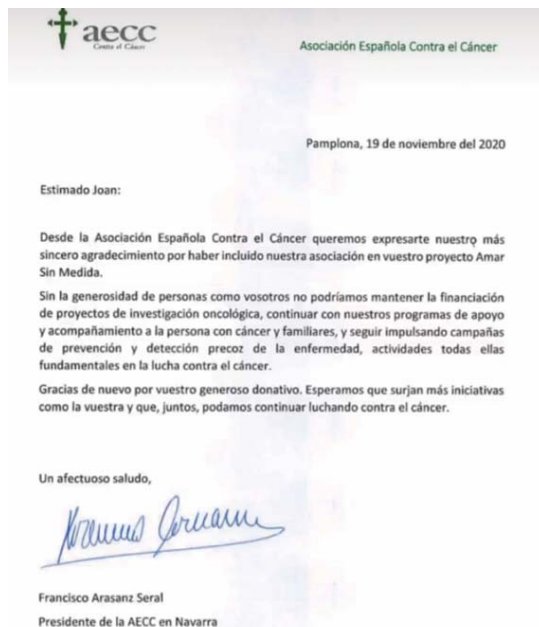 aecc
Contra el Cáncer
Asociación Española Contra el Cáncer
Pamplona, 19 de noviembre del 2020
Estimado Joan:
Desde la Asociación Española Contra el Cáncer queremos expresarte nuestro más
sincero agradecimiento por haber incluido nuestra asociación en vuestro proyecto Amar
Sin Medida.
Sin la generosidad de personas como vosotros no podríamos mantener la financiación
de proyectos de investigación oncológica, continuar con nuestros programas de apoyo
y acompañamiento a la persona con cáncer y familiares, y seguir impulsando campañas
de prevención y detección precoz de la enfermedad, actividades todas ellas
fundamentales en la lucha contra el cáncer.
Gracias de nuevo por vuestro generoso donativo. Esperamos que surjan más iniciativas
como la vuestra y que, juntos, podamos continuar luchando contra el cáncer.
Un afectuoso saludo,
Francisco Arasanz Seral
Presidente de la AECC en Navarra